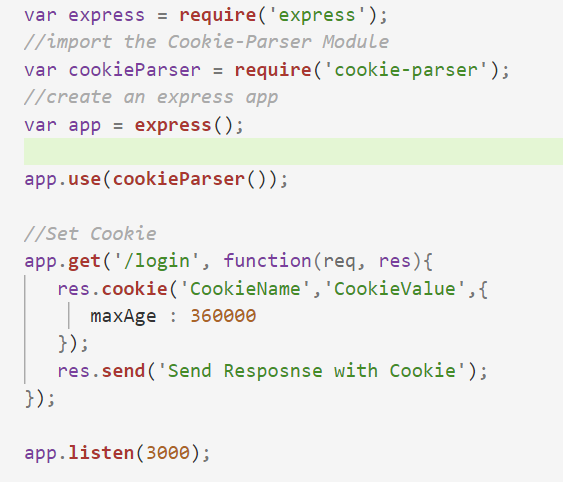 var express = require('express');
//import the Cookie-Parser Module
var cookieParser = require('cookie-parser');
//create an express app
var app = express();
app.use(cookieParser());
//Set Cookie
app.get('/login', function(req, res){
res.cookie('CookieName','CookieValue',{
maxAge : 360000
});
res.send('Send Resposnse with Cookie');
});
app.listen(3000);